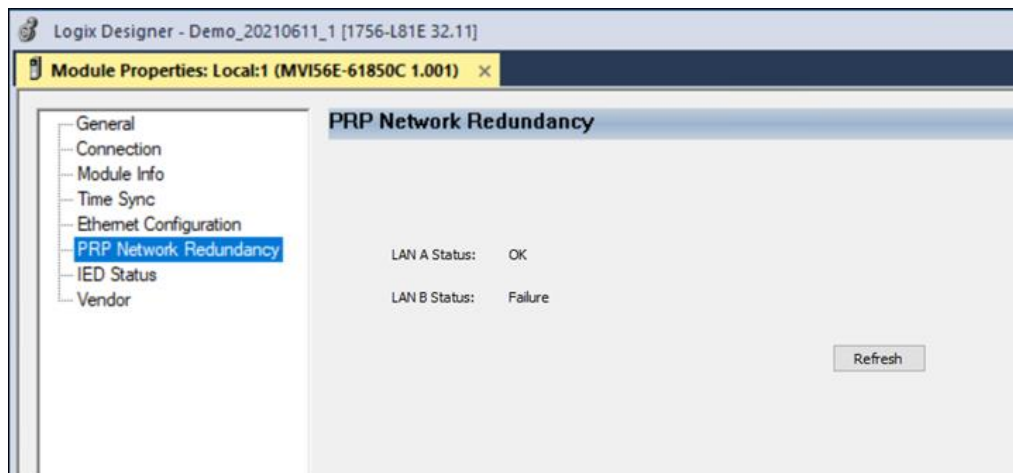 Logix Designer - Demo_20210611_1 [1756-L81E 32.11]
Module Properties: Local:1 (MVI56E-61850C 1.001) ×
General
Connection
Module Info
Time Sync
Ethernet Configuration
PRP Network Redundancy
IED Status
Vendor
PRP Network Redundancy
LAN A Status: OK
LAN B Status: Failure
Refresh